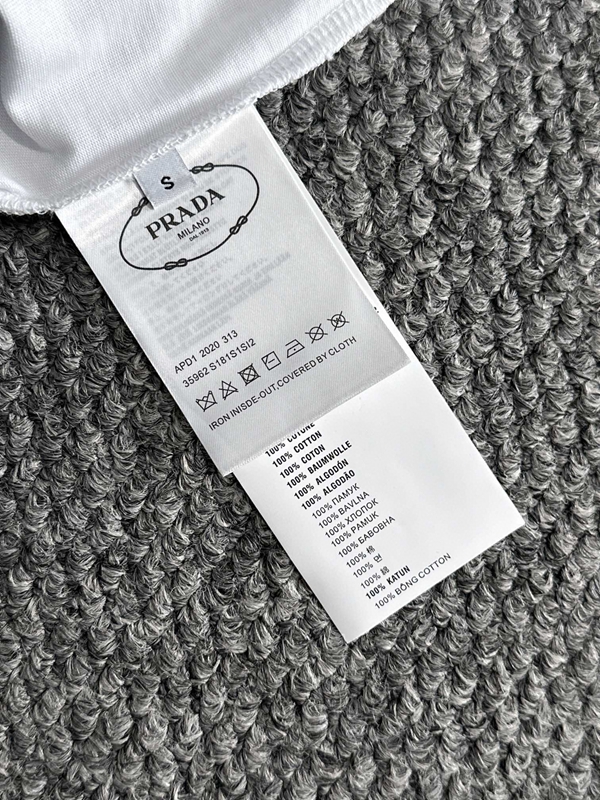 S
PRADA
MILANO
DAL 1913
APD1 2020 313
35962 S181S1SI2
IRON INISDE-OUT.COVERED BY CLOTH
100% COTONE
100% COTTON
100% COTON
100% BAUMWOLLE
100% ALGODÓN
100% ALGODÃO
100% ПАМУК
100% BAVLNA
100% ХЛОПОК
100% PAMUK
100% БАВОВНА
100% 棉
100% 면
100% 綿
100% KATUN
100% BÔNG COTTON